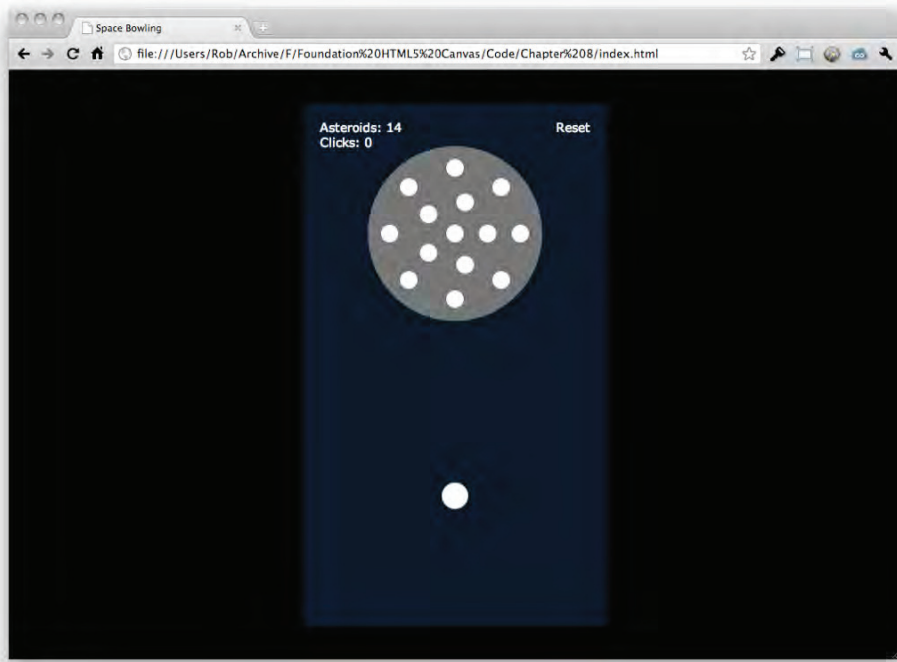 Space Bowling
file:///Users/Rob/Archive/F/Foundation%20HTML5%20Canvas/Code/Chapter%208/index.html
Asteroids: 14
Reset
Clicks: 0